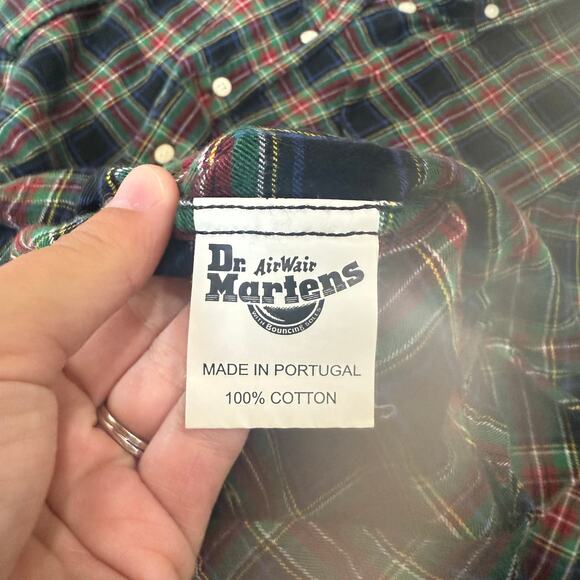 Dr. AirWair
Martens
WITH BOUNCING SOLES
MADE IN PORTUGAL
100% COTTON